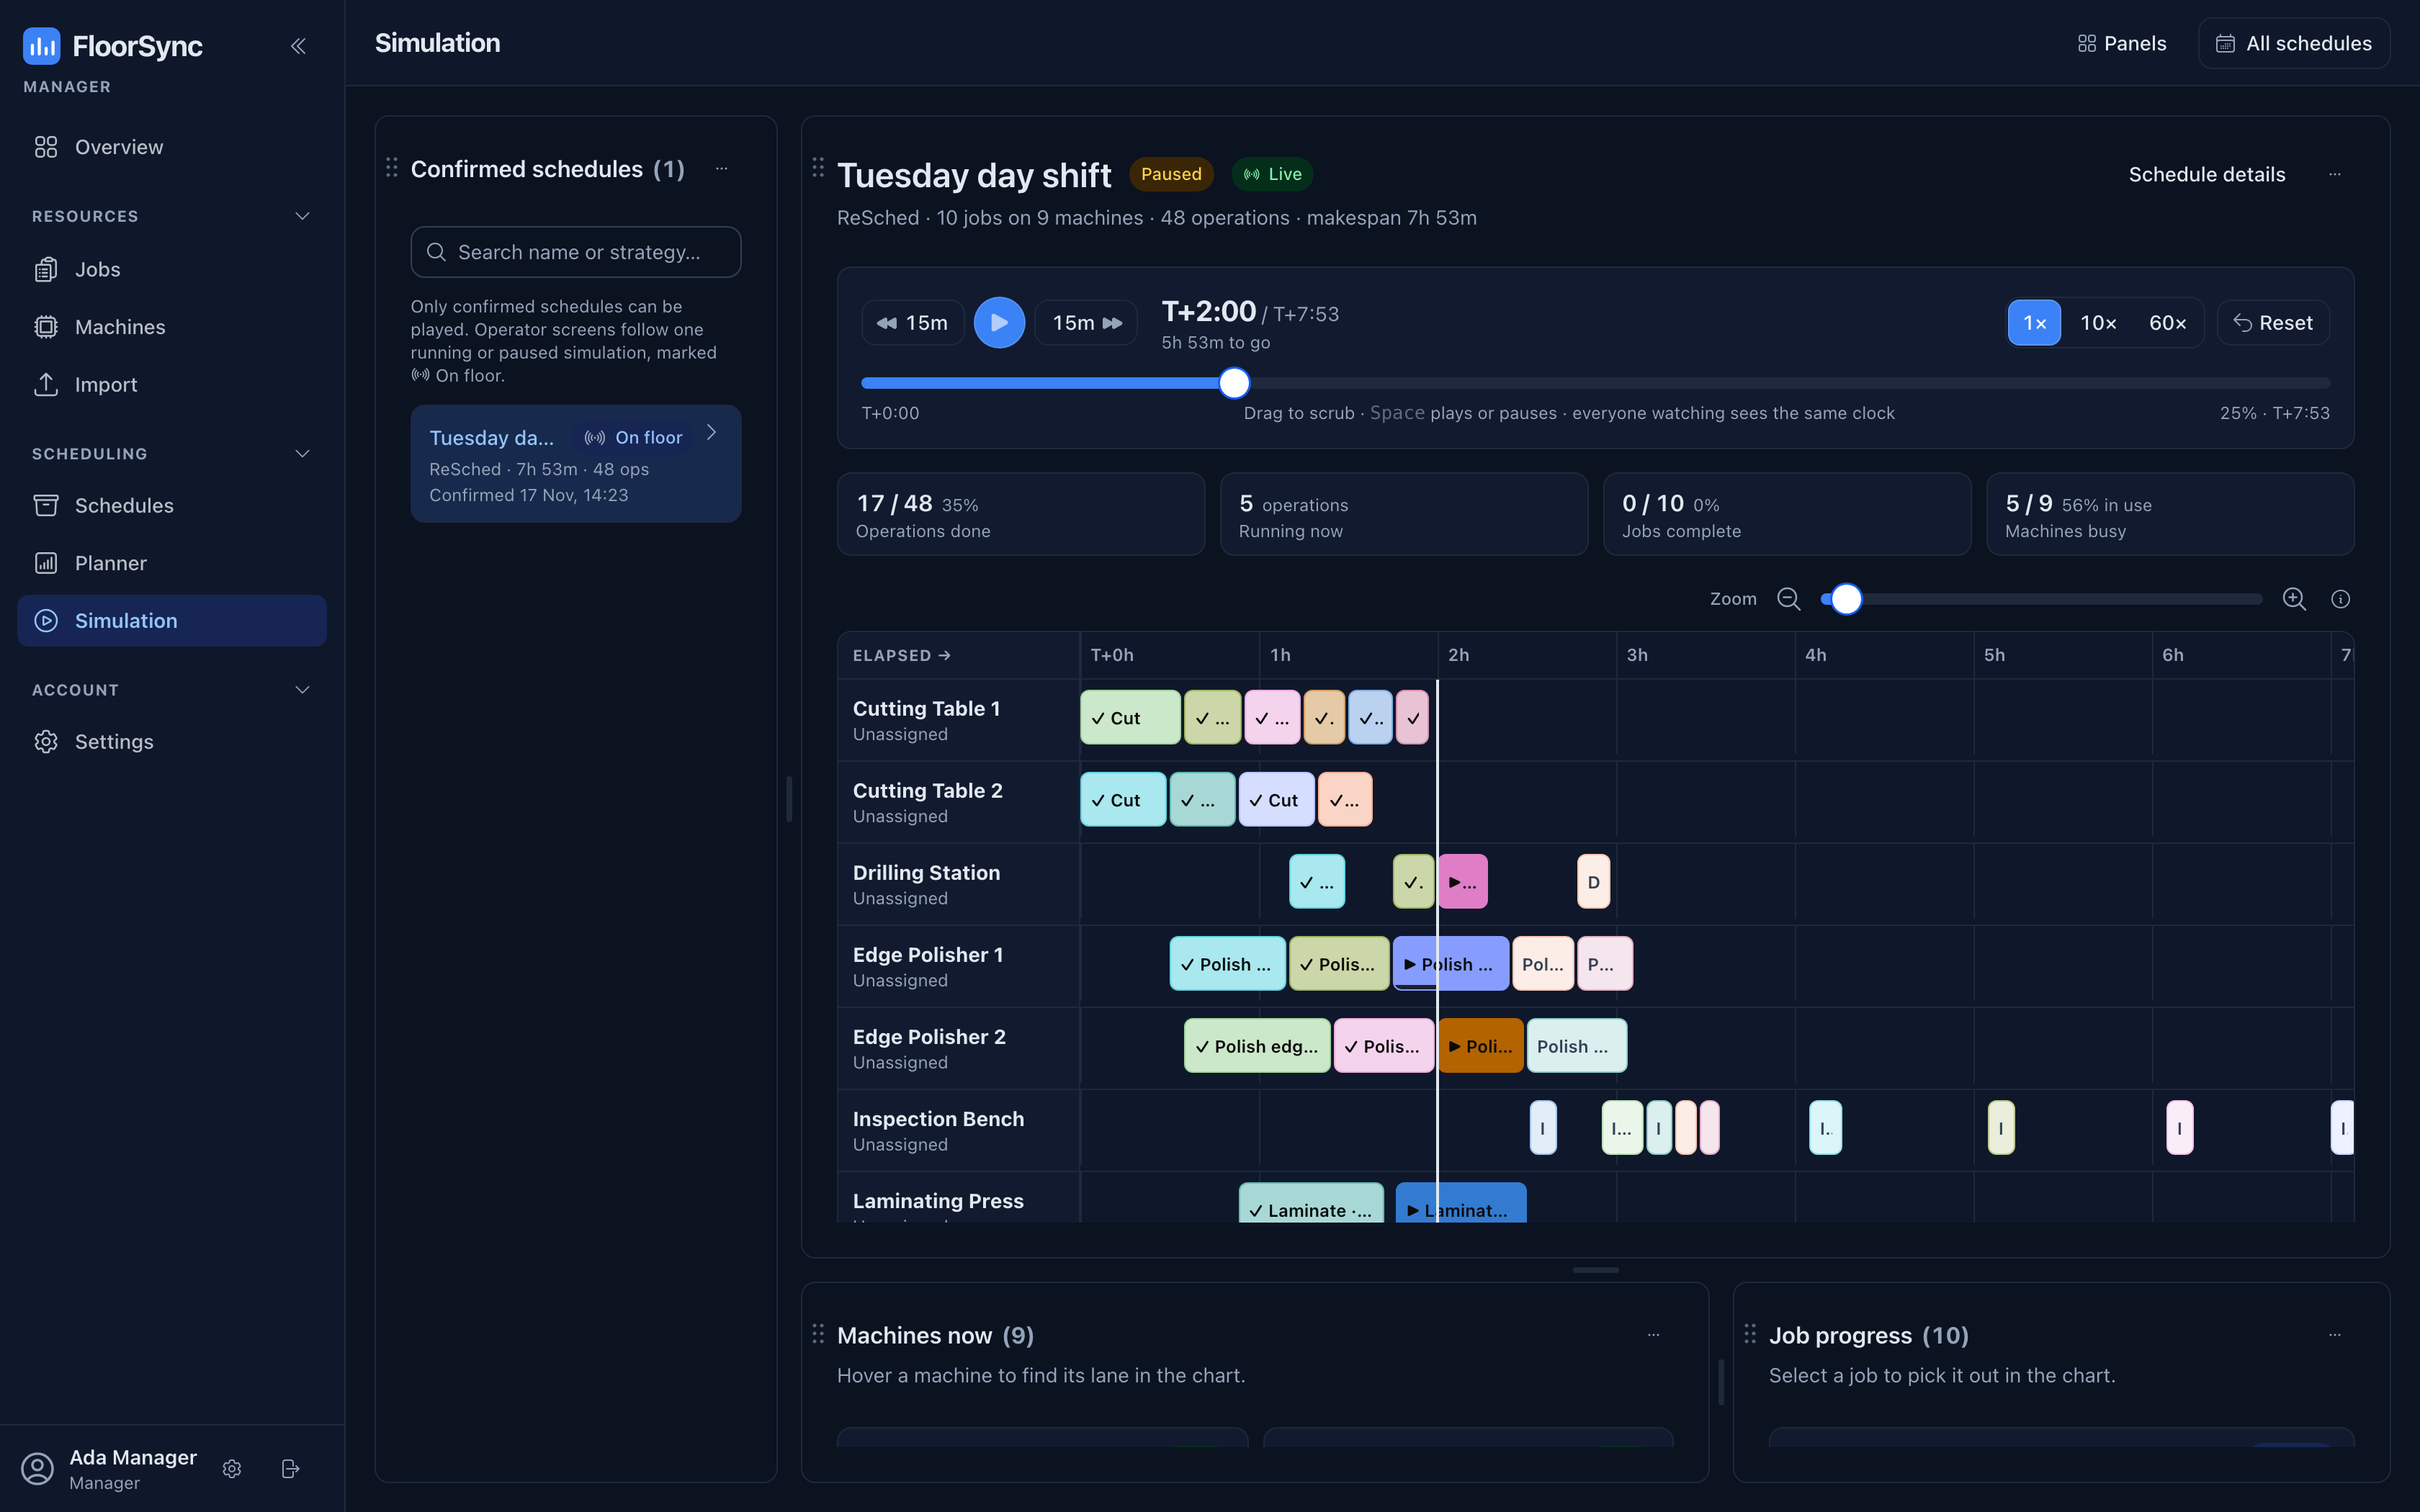 FloorSync
MANAGER
Overview
RESOURCES
Jobs
Machines
Import
SCHEDULING
Schedules
Planner
Simulation
ACCOUNT
Settings
Ada Manager
Manager
Simulation
Panels
All schedules
Confirmed schedules (1)
Search name or strategy...
Only confirmed schedules can be
played. Operator screens follow one
running or paused simulation, marked
On floor.
Tuesday da... On floor
ReSched · 7h 53m · 48 ops
Confirmed 17 Nov, 14:23
Tuesday day shift Paused Live
Schedule details
ReSched · 10 jobs on 9 machines · 48 operations · makespan 7h 53m
15m 15m T+2:00 / T+7:53
5h 53m to go
1× 10× 60× Reset
T+0:00 Drag to scrub · Space plays or pauses · everyone watching sees the same clock 25% · T+7:53
17 / 48 35%
Operations done
5 operations
Running now
0 / 10 0%
Jobs complete
5 / 9 56% in use
Machines busy
Zoom
ELAPSED → T+0h 1h 2h 3h 4h 5h 6h
Cutting Table 1
Unassigned
✓ Cut ✓ ... ✓ ... ✓. ✓.. ✓
Cutting Table 2
Unassigned
✓ Cut ✓ ... ✓ Cut ✓...
Drilling Station
Unassigned
✓ ... ✓. ▶... D
Edge Polisher 1
Unassigned
✓ Polish ... ✓ Polis... ▶ Polish ... Pol... P...
Edge Polisher 2
Unassigned
✓ Polish edg... ✓ Polis... ▶ Poli... Polish ...
Inspection Bench
Unassigned
I I... I I. I I I.
Laminating Press
✓ Laminate ·... ▶ Laminat...
Machines now (9)
Hover a machine to find its lane in the chart.
Job progress (10)
Select a job to pick it out in the chart.